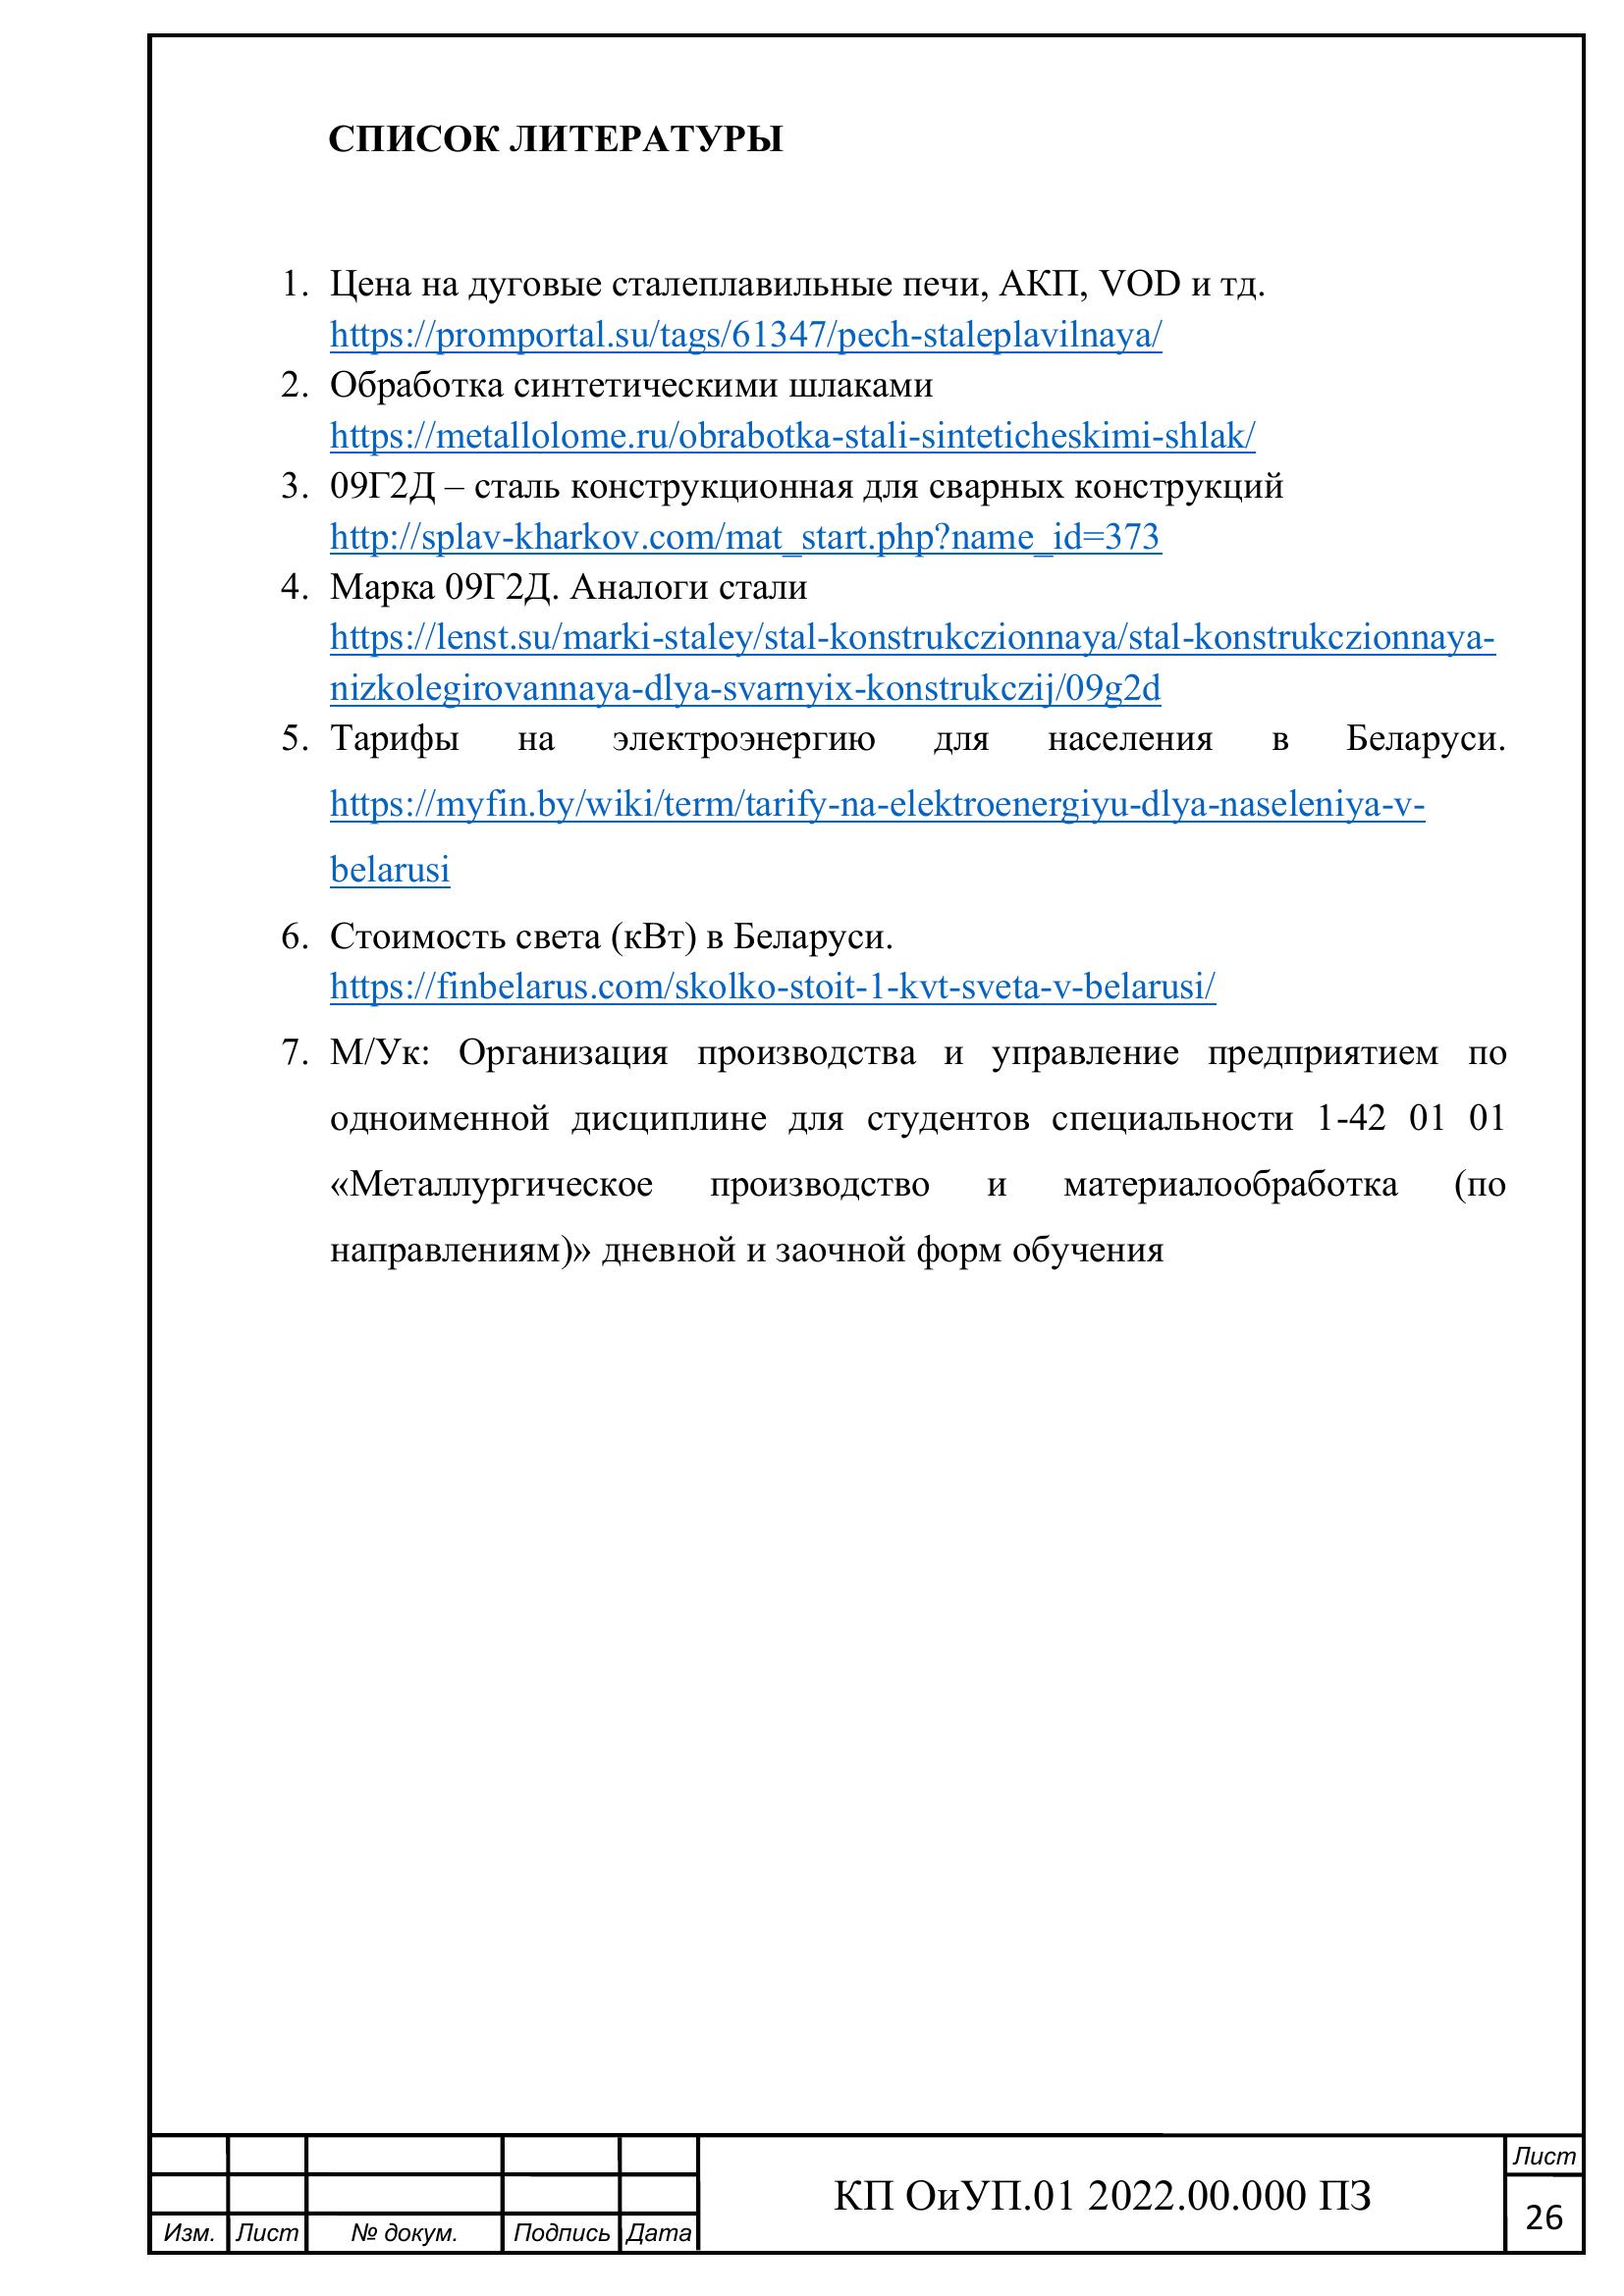 СПИСОК ЛИТЕРАТУРЫ
1. Цена на дуговые сталеплавильные печи, АКП, VOD и тд.
https://promportal.su/tags/61347/pech-staleplavilnaya/
2. Обработка синтетическими шлаками
https://metallolome.ru/obrabotka-stali-sinteticheskimi-shlak/
3. 09Г2Д – сталь конструкционная для сварных конструкций
http://splav-kharkov.com/mat_start.php?name_id=373
4. Марка 09Г2Д. Аналоги стали
https://lenst.su/marki-staley/stal-konstrukczionnaya/stal-konstrukczionnaya-
nizkolegirovannaya-dlya-svarnyix-konstrukczij/09g2d
5. Тарифы на электроэнергию для населения в Беларуси.
https://myfin.by/wiki/term/tarify-na-elektroenergiyu-dlya-naseleniya-v-
belarusi
6. Стоимость света (кВт) в Беларуси.
https://finbelarus.com/skolko-stoit-1-kvt-sveta-v-belarusi/
7. М/Ук: Организация производства и управление предприятием по
одноименной дисциплине для студентов специальности 1-42 01 01
«Металлургическое производство и материалообработка (по
направлениям)» дневной и заочной форм обучения
Лист
КП ОиУП.01 2022.00.000 ПЗ
26
Изм. Лист № докум. Подпись Дата